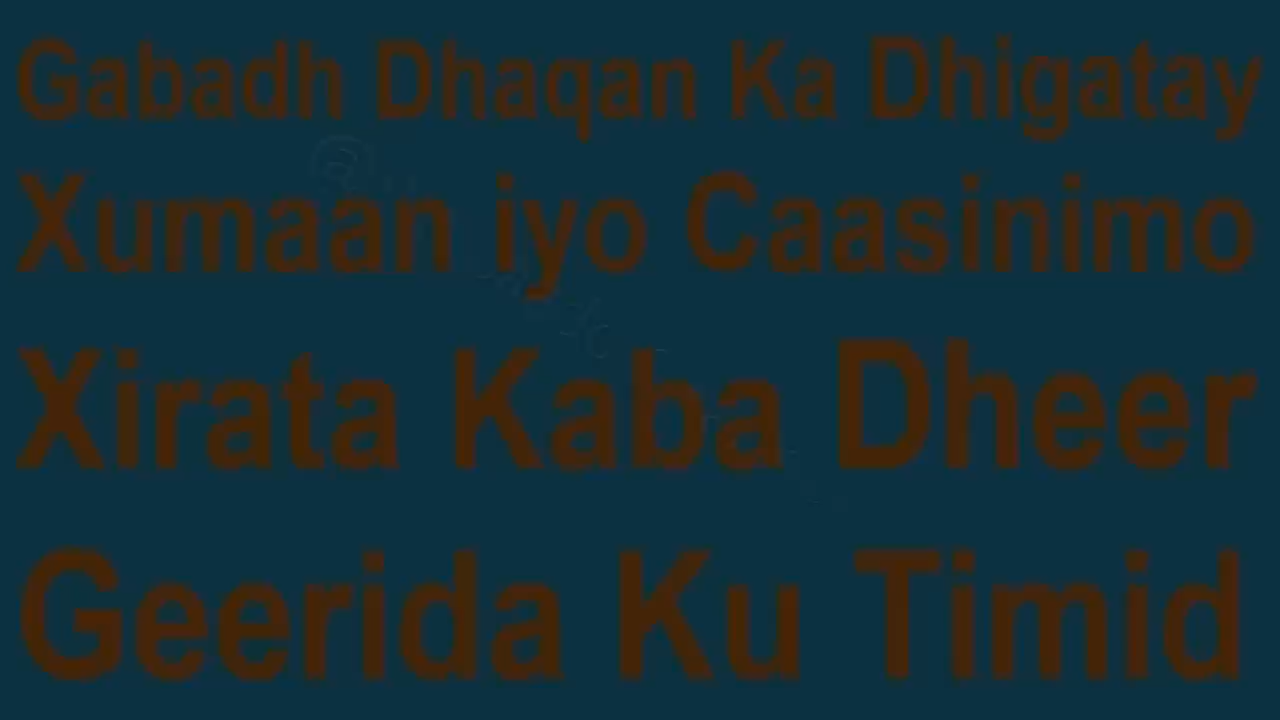 Gabadh Dhaqan Ka Dhigatay
Xumaan iyo Caasinimo
Xirata Kaba Dheer
Geerida Ku Timid